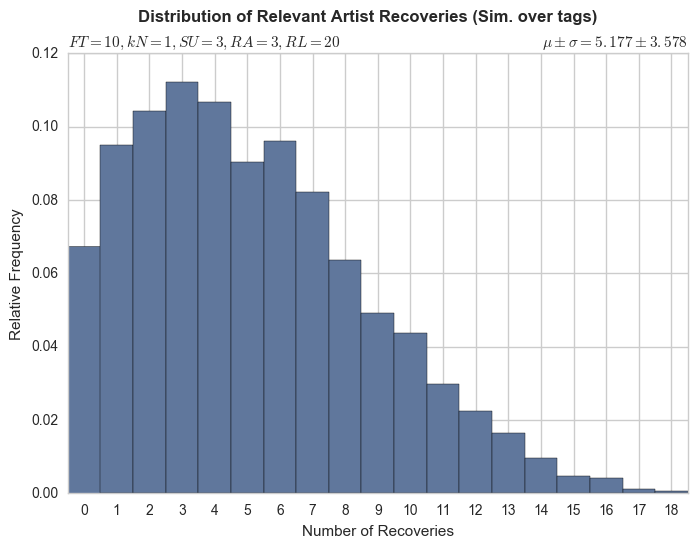 Distribution of Relevant Artist Recoveries (Sim. over tags)
FT = 10, kN = 1, SU = 3, RA = 3, RL = 20 μ ± σ = 5.177 ± 3.578
0.12
0.10
0.08
0.06
0.04
0.02
0.00
Relative Frequency
0 1 2 3 4 5 6 7 8 9 10 11 12 13 14 15 16 17 18
Number of Recoveries